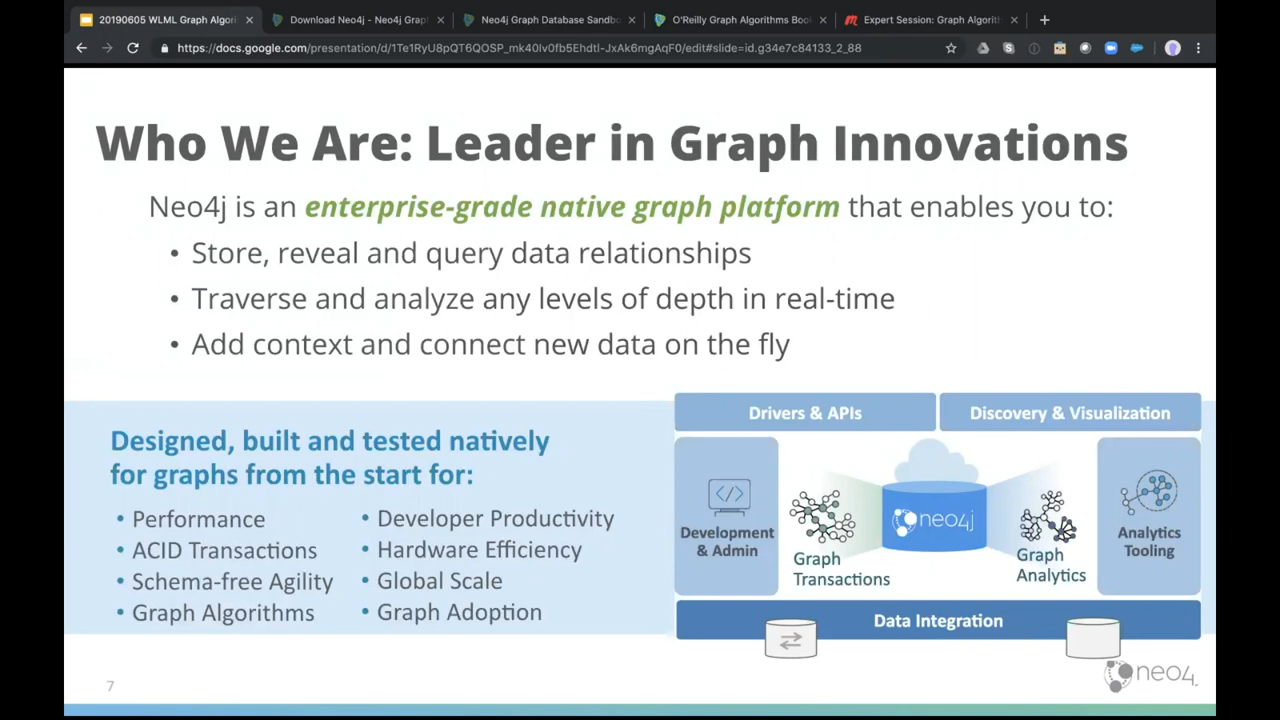 20190605 WLML Graph Algori
Download Neo4j - Neo4j Grap
Neo4j Graph Database Sandbo
O'Reilly Graph Algorithms Boo
Expert Session: Graph Algorit
https://docs.google.com/presentation/d/1Te1RyU8pQT6QOSP_mk40lv0fb5Ehdtl-JxAk6mgAqF0/edit#slide=id.g34e7c84133_2_88
Who We Are: Leader in Graph Innovations
Neo4j is an enterprise-grade native graph platform that enables you to:
• Store, reveal and query data relationships
• Traverse and analyze any levels of depth in real-time
• Add context and connect new data on the fly
Designed, built and tested natively
for graphs from the start for:
• Performance
• ACID Transactions
• Schema-free Agility
• Graph Algorithms
• Developer Productivity
• Hardware Efficiency
• Global Scale
• Graph Adoption
Drivers & APIs
Discovery & Visualization
Development
& Admin
Graph
Transactions
neo4j
Graph
Analytics
Analytics
Tooling
Data Integration
7
neo4j